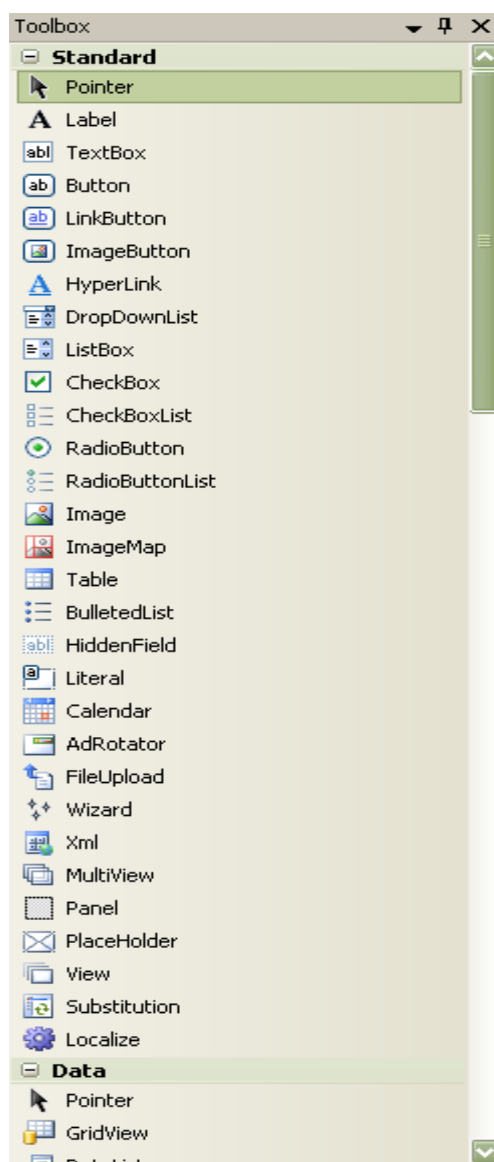 Toolbox
Standard
Pointer
A Label
abl TextBox
ab Button
ab LinkButton
ImageButton
A HyperLink
DropDownList
ListBox
CheckBox
CheckBoxList
RadioButton
RadioButtonList
Image
ImageMap
Table
BulletedList
abl HiddenField
a Literal
Calendar
AdRotator
FileUpload
Wizard
Xml
MultiView
Panel
PlaceHolder
View
Substitution
Localize
Data
Pointer
GridView